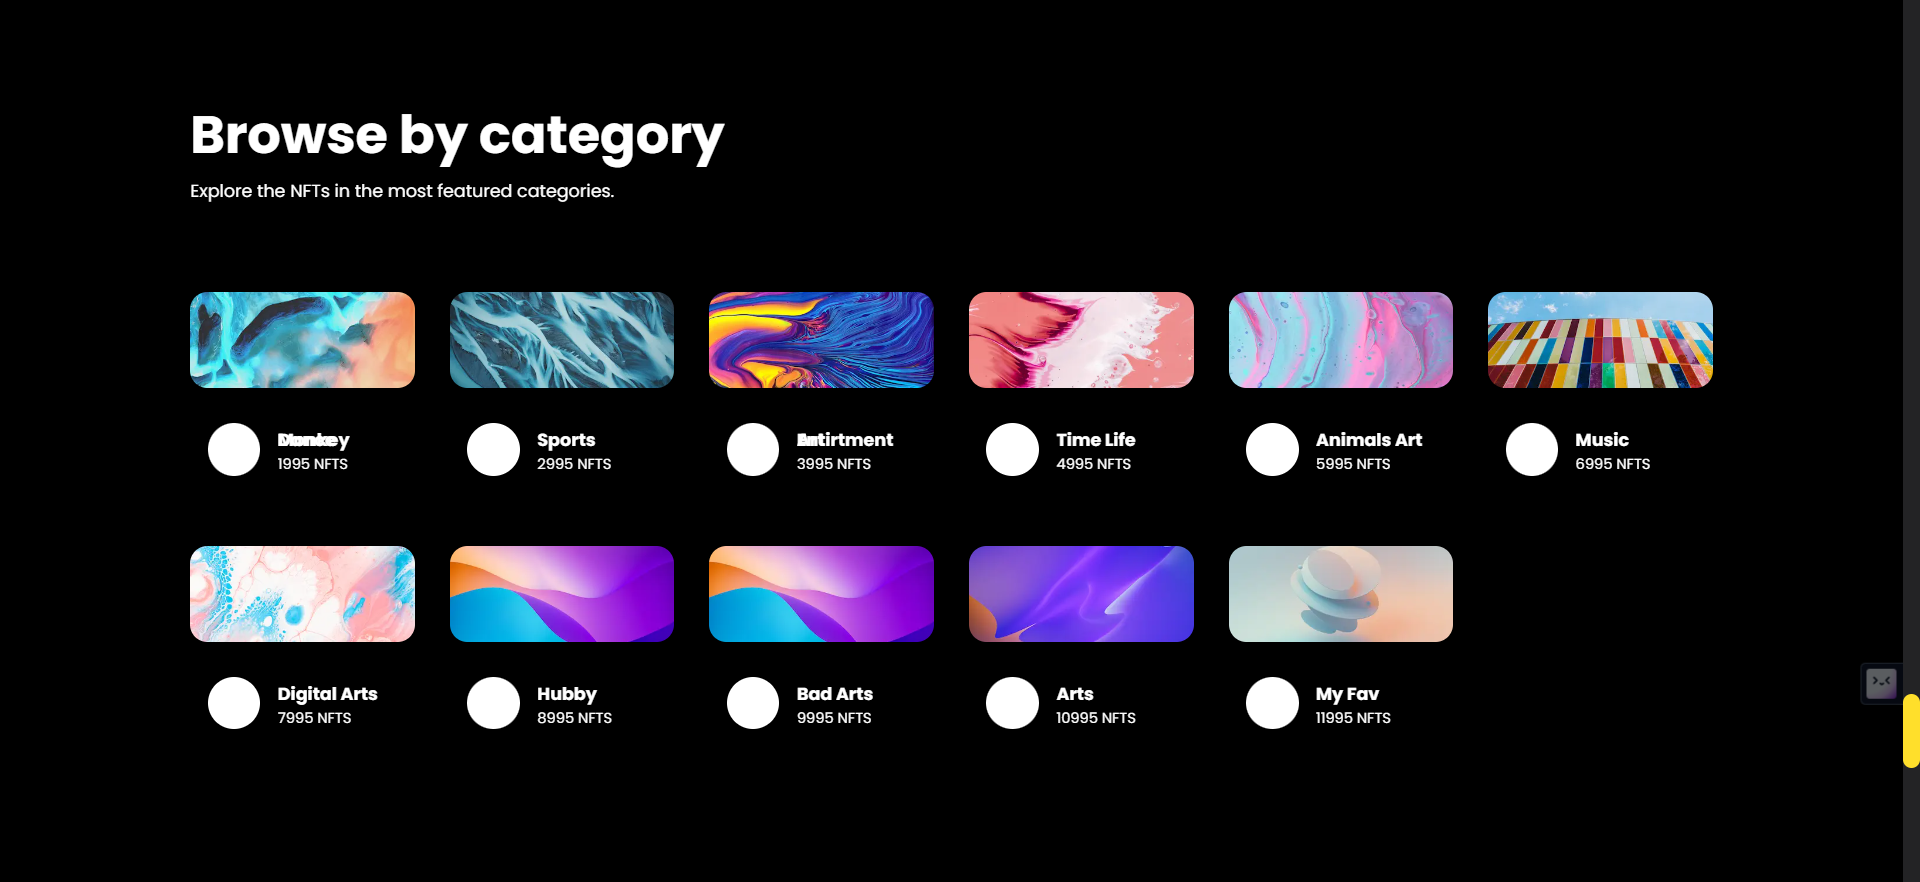 Browse by category
Explore the NFTs in the most featured categories.
1995 NFTS
Sports
2995 NFTS
3995 NFTS
Time Life
4995 NFTS
Animals Art
5995 NFTS
Music
6995 NFTS
Digital Arts
7995 NFTS
Hubby
8995 NFTS
Bad Arts
9995 NFTS
Arts
10995 NFTS
My Fav
11995 NFTS